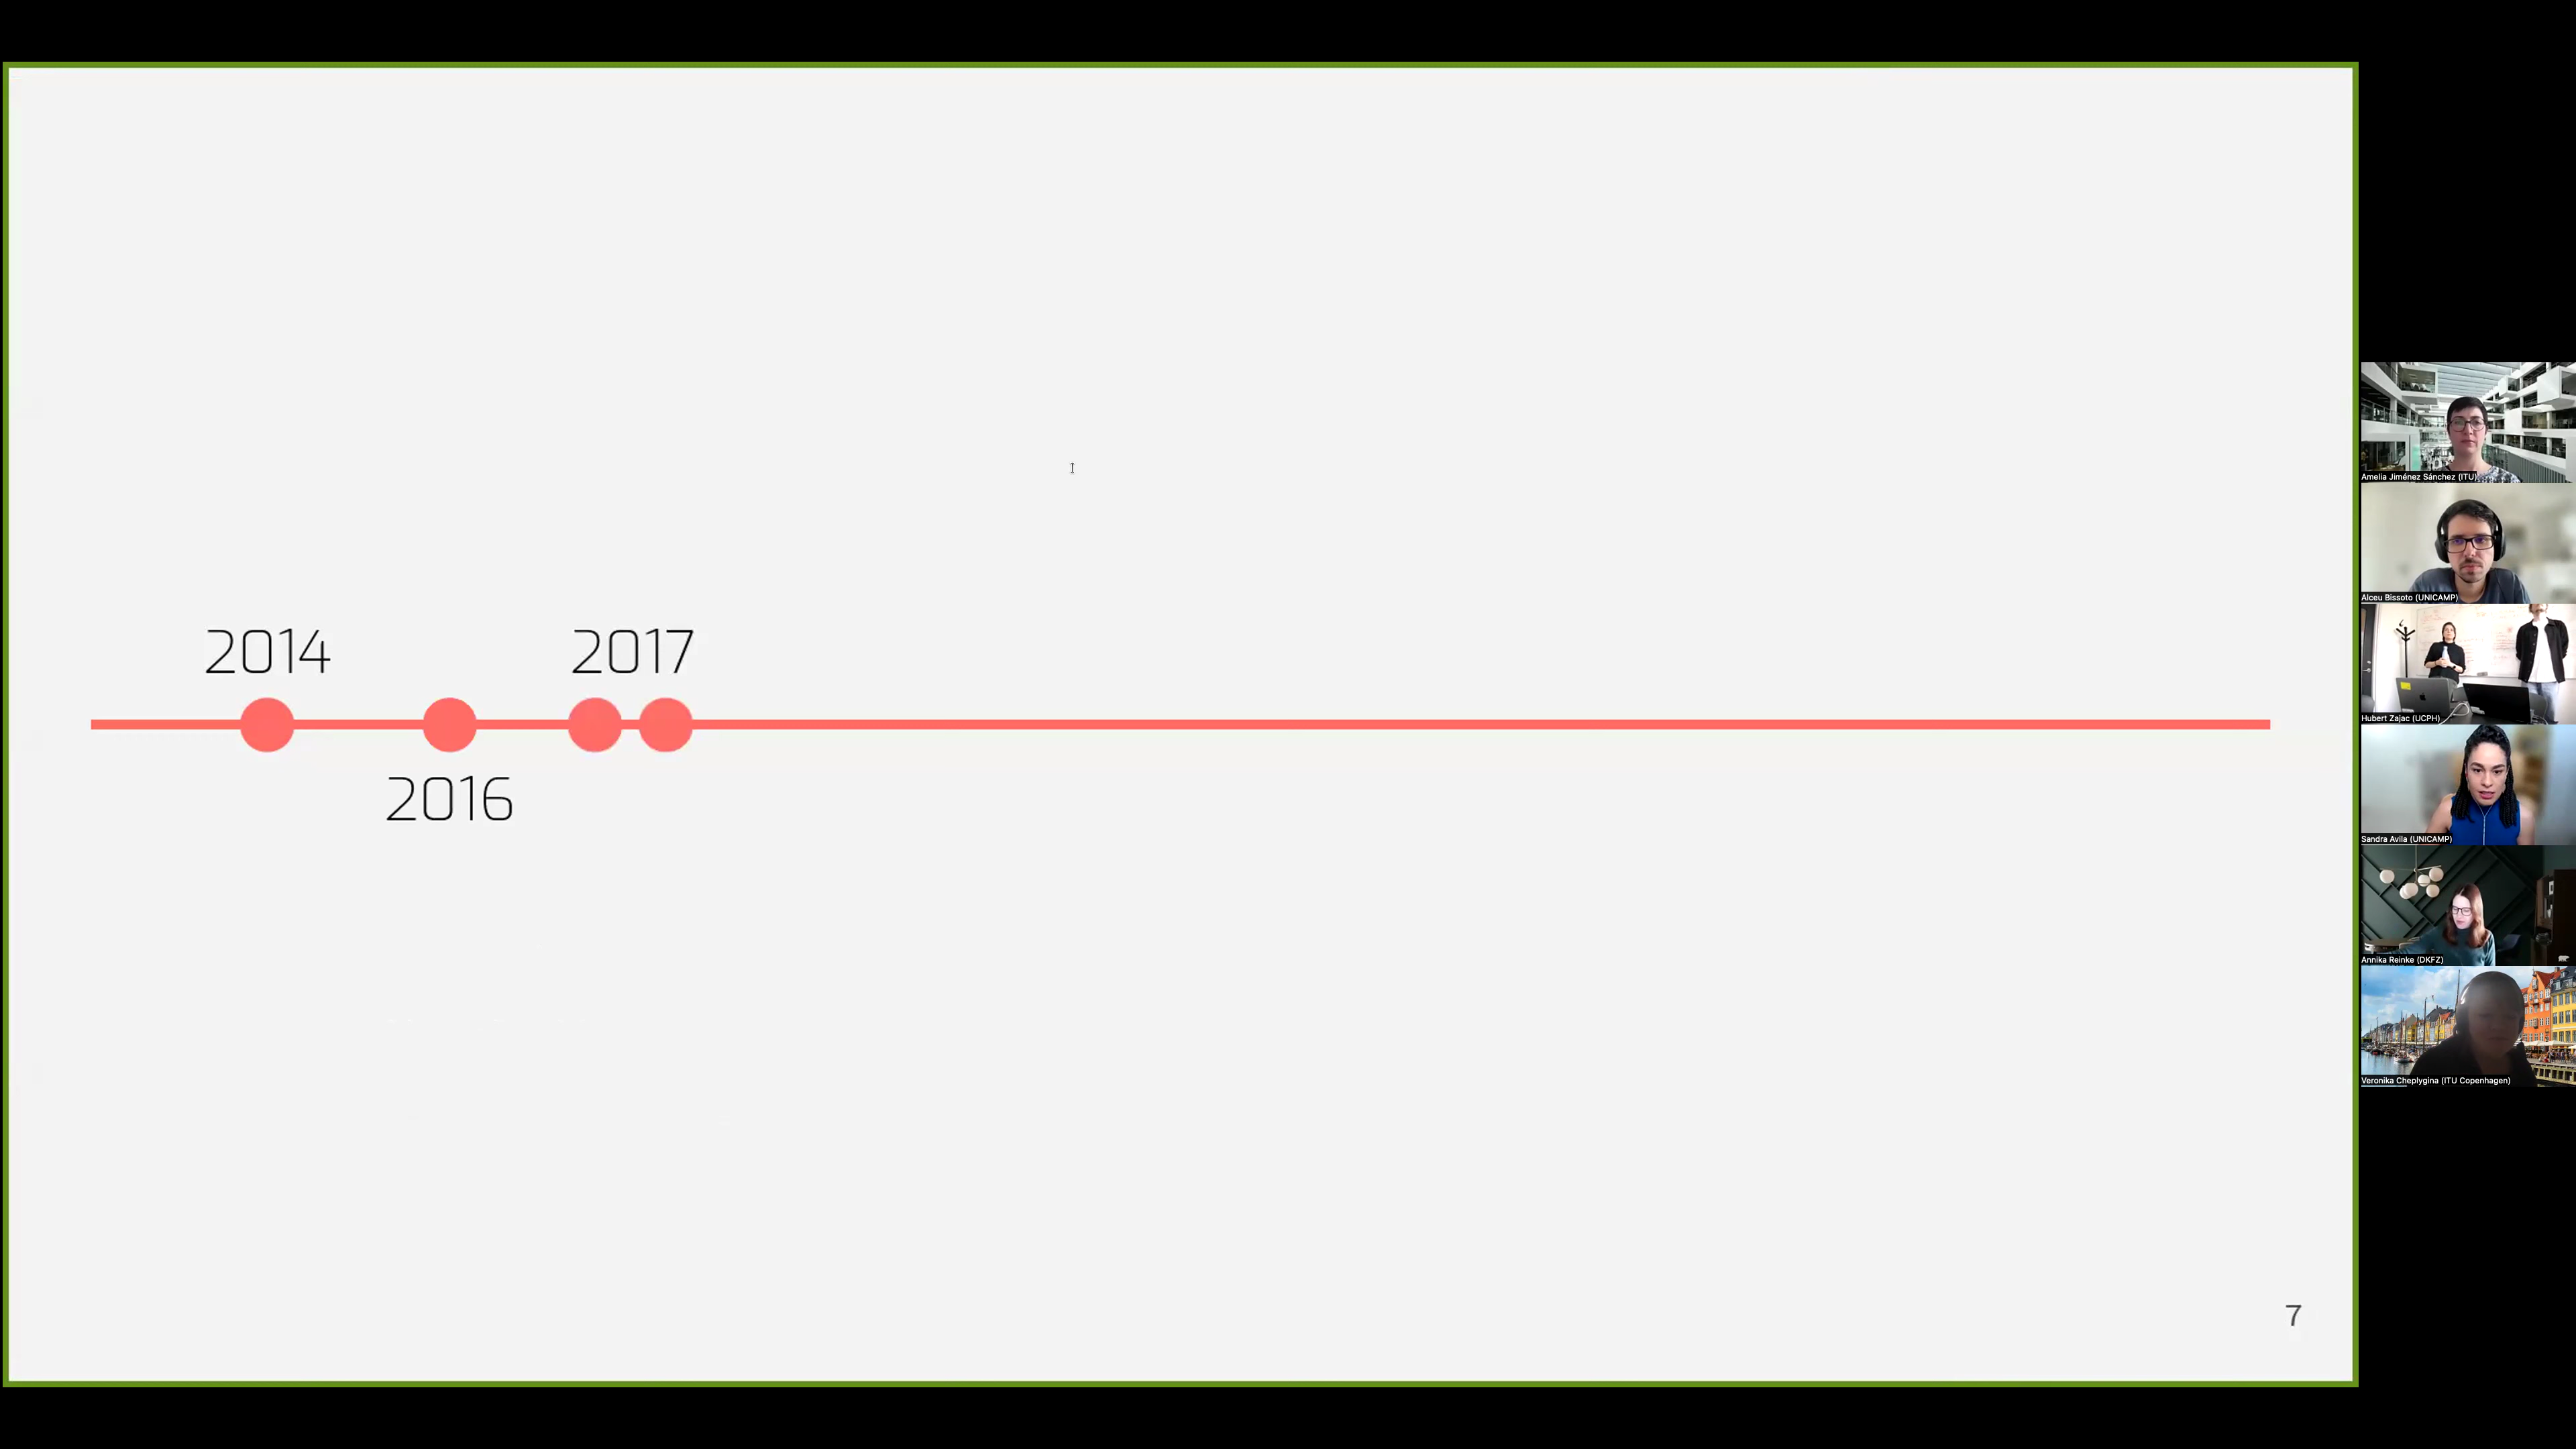 2014
2017
2016
7
Amelia Jiménez Sánchez (ITU)
Alceu Bissoto (UNICAMP)
Hubert Zajac (UCPH)
Sandra Avila (UNICAMP)
Annika Reinke (DKFZ)
Veronika Cheplygina (ITU Copenhagen)